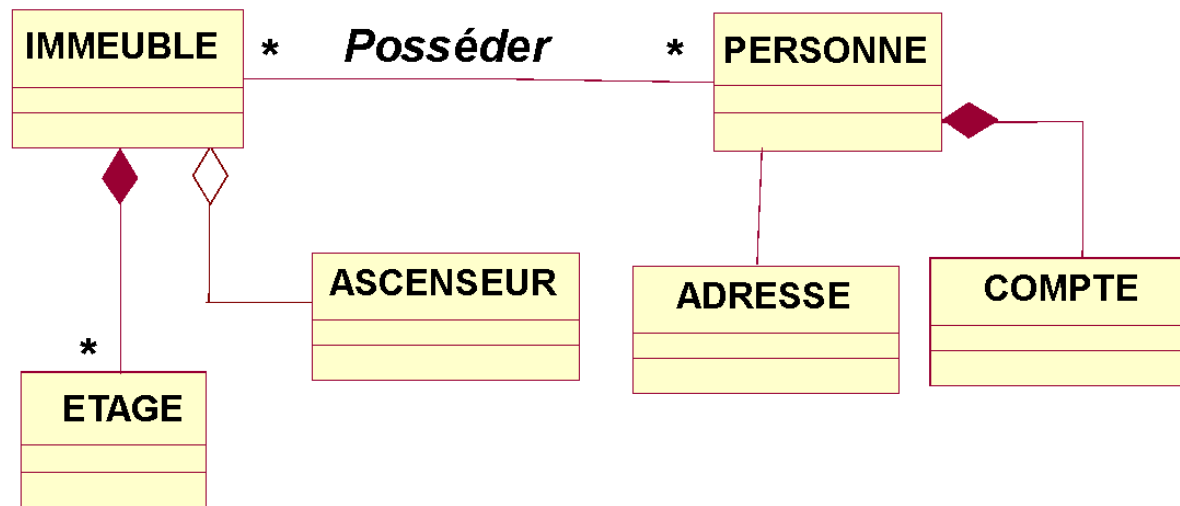 IMMEUBLE * Posséder * PERSONNE
ASCENSEUR ADRESSE COMPTE
*
ETAGE